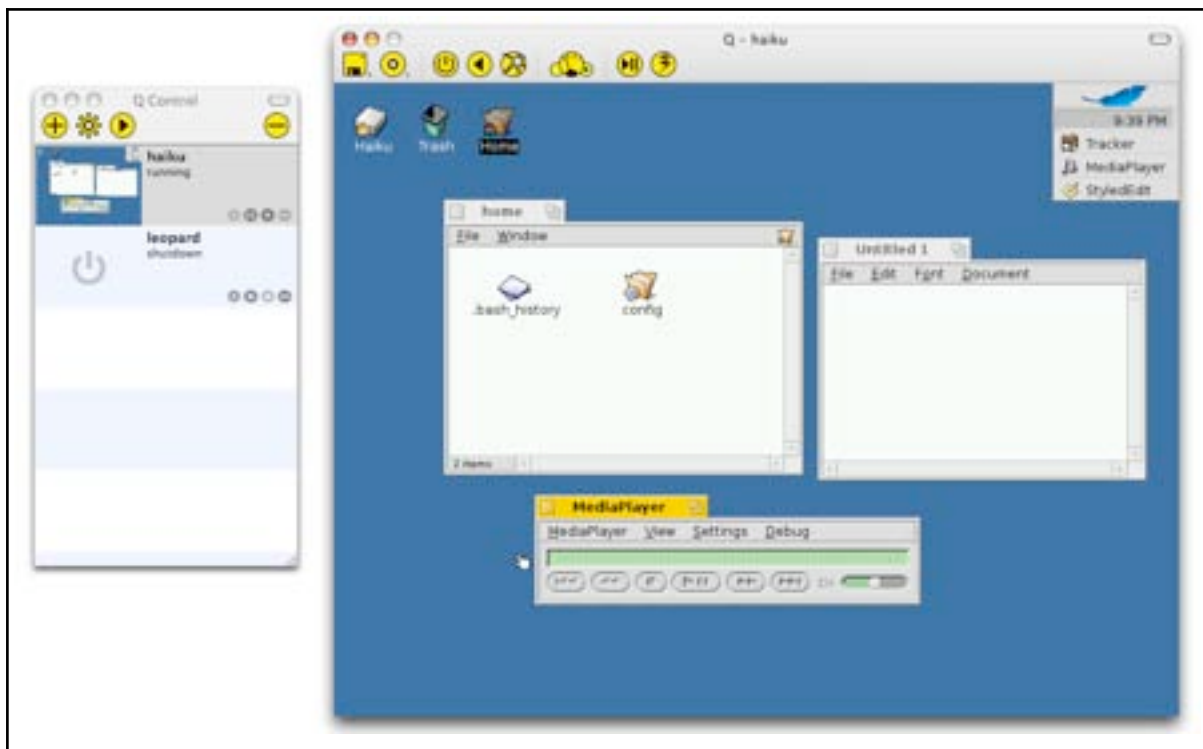 Q Control
haiku
running
leopard
shutdown
Q - haiku
Haiku
Trash
Home
9:39 PM
Tracker
MediaPlayer
StyledEdit
home
File Window
.bash_history
config
2 items
Untitled 1
File Edit Font Document
MediaPlayer
MediaPlayer View Settings Debug